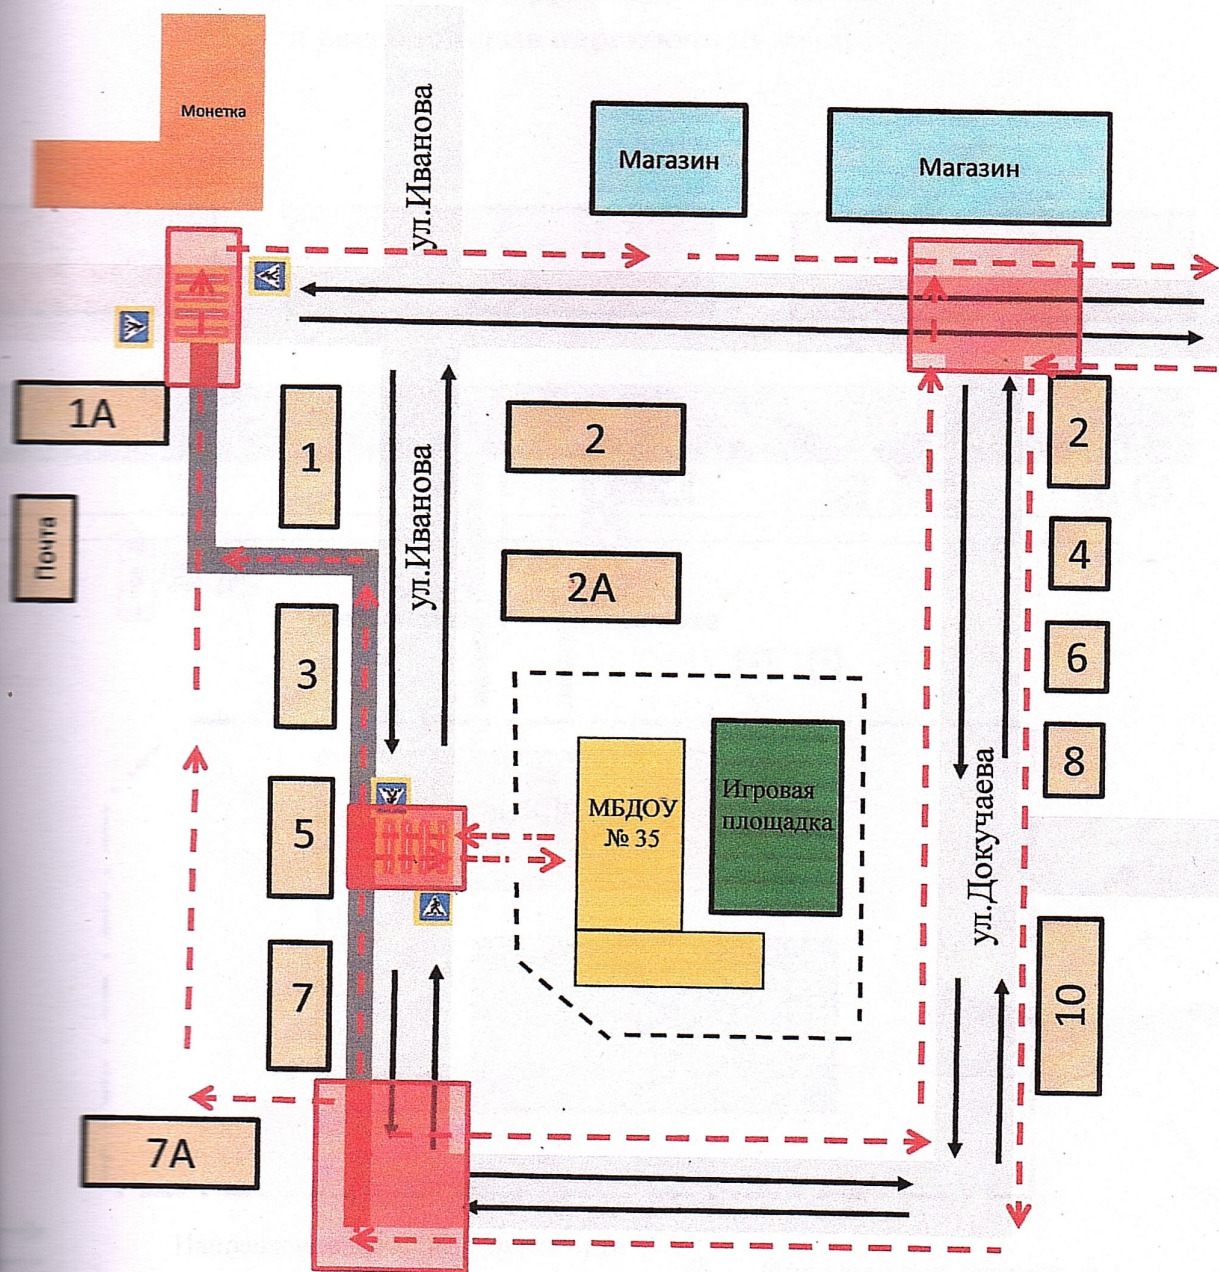 Монетка
ул.Иванова
Магазин
Магазин
1А
1
2
2
Почта
ул.Иванова
2А
4
3
6
8
5
МБДОУ
№ 35
Игровая
площадка
ул.Докучаева
7
10
7А